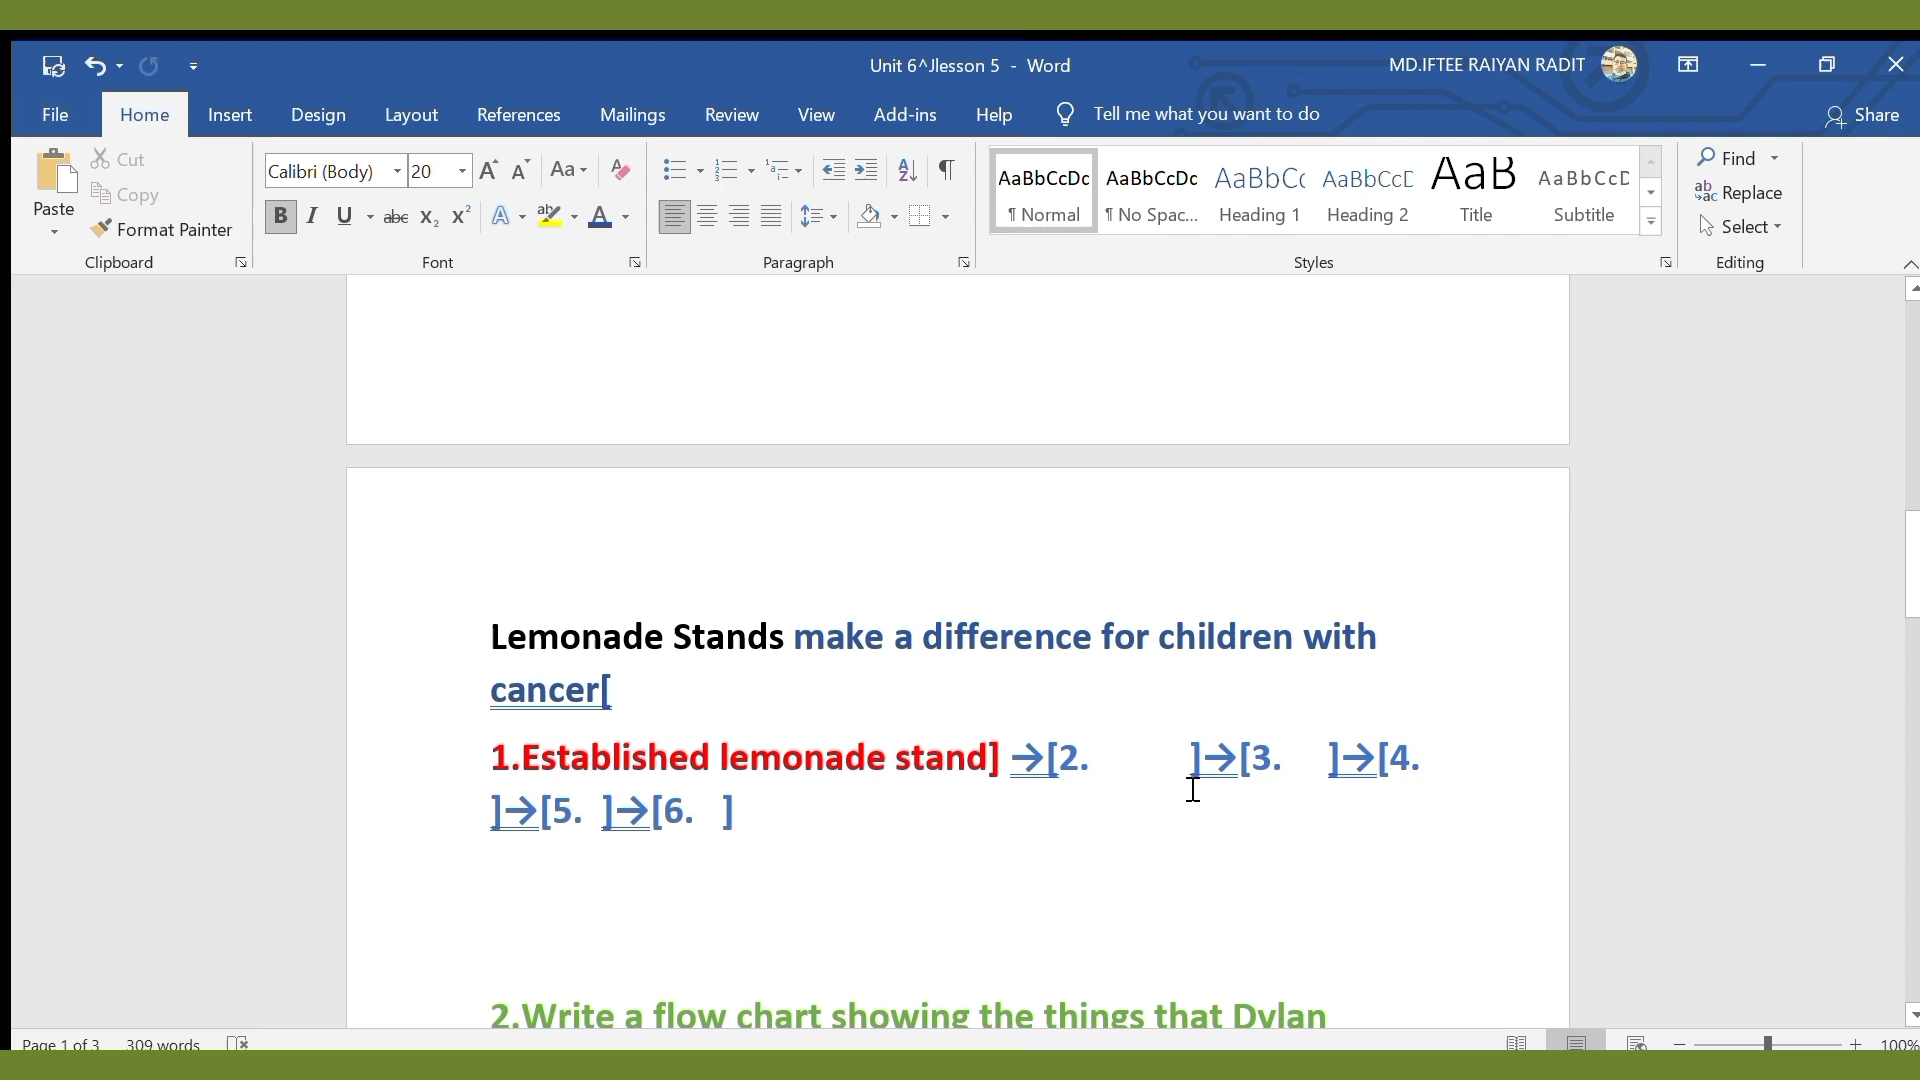 Unit 6^Jlesson 5 - Word
MD.IFTEE RAIYAN RADIT
File Home Insert Design Layout References Mailings Review View Add-ins Help Tell me what you want to do Share
Paste
Cut
Copy
Format Painter
Clipboard
Calibri (Body) 20
Aa
B I U abc X₂ X²
Font
Paragraph
AaBbCcDc AaBbCcDc AaBbCc AaBbCcD AaB AaBbCcD
¶ Normal ¶ No Spac... Heading 1 Heading 2 Title Subtitle
Styles
Find
Replace
Select
Editing
Lemonade Stands make a difference for children with
cancer[
1.Established lemonade stand] →[2. ]→[3. ]→[4.
]→[5. ]→[6. ]
2.Write a flow chart showing the things that Dylan
Page 1 of 3 309 words 100%